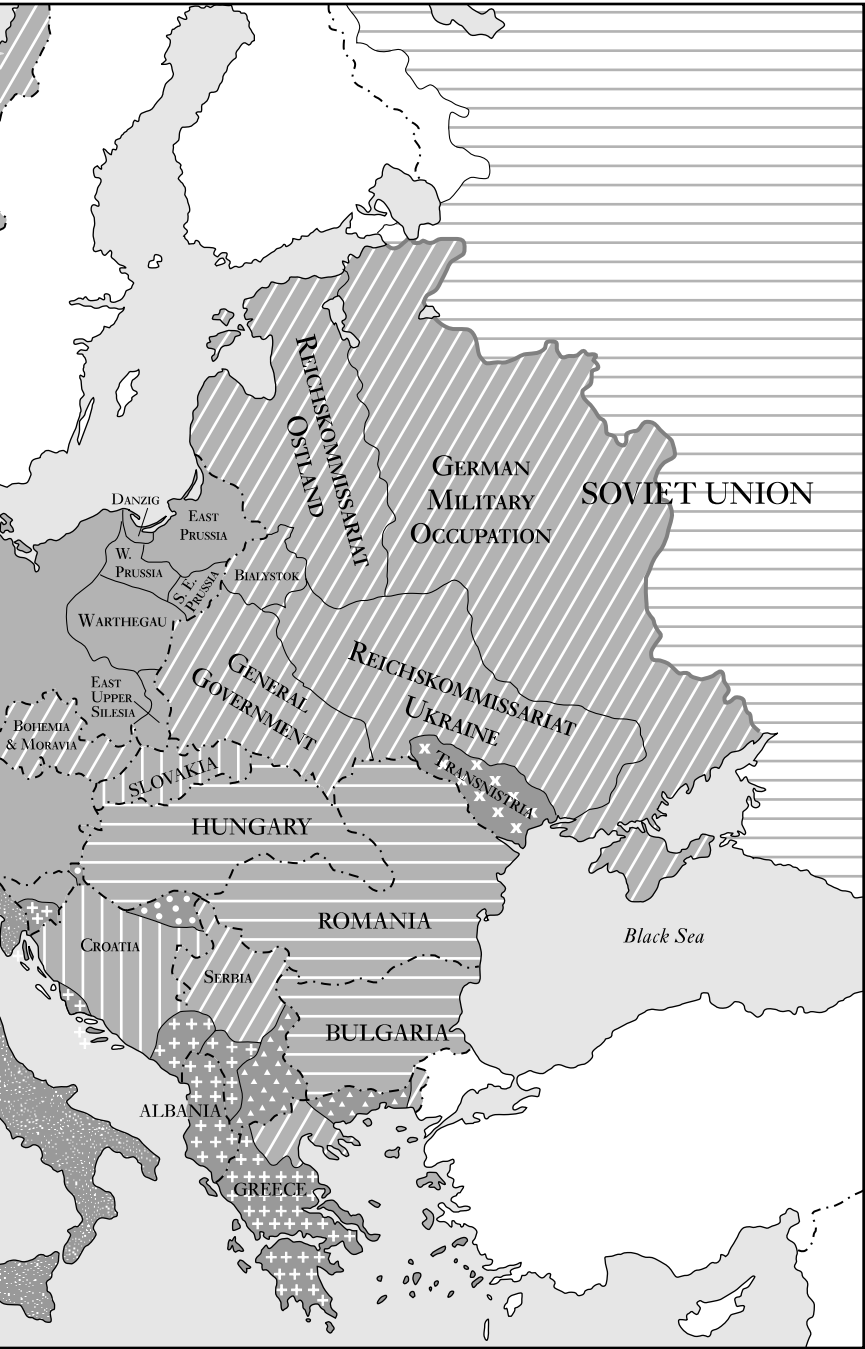 Reichskommissariat
Ostland
German
Military
Occupation
SOVIET UNION
Danzig
East
Prussia
W.
Prussia
S. E.
Prussia
Bialystok
Warthegau
General
Government
Reichskommissariat
Ukraine
East
Upper
Silesia
Bohemia
& Moravia
SLOVAKIA
Transnistria
HUNGARY
ROMANIA
Croatia
Serbia
Black Sea
BULGARIA
ALBANIA
GREECE